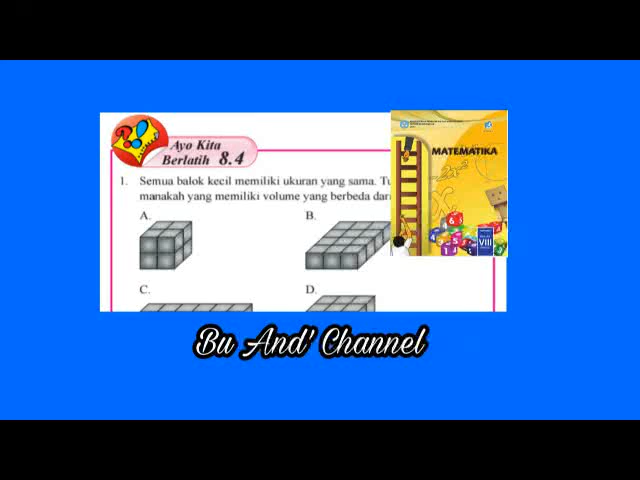 Ayo Kita
Berlatih 8.4
1. Semua balok kecil memiliki ukuran yang sama. Tu
manakah yang memiliki volume yang berbeda dar
A.
B.
C.
D.
MATEMATIKA
VIII
Bu And' Channel